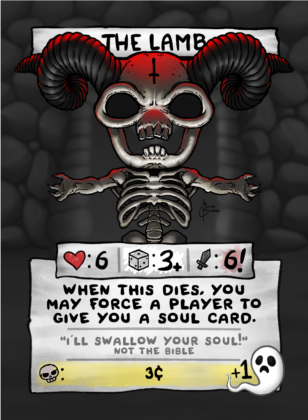 THE LAMB
:6 :3+ :6!
WHEN THIS DIES, YOU
MAY FORCE A PLAYER TO
GIVE YOU A SOUL CARD.
"I'LL SWALLOW YOUR SOUL!"
NOT THE BIBLE
: 3¢ +1